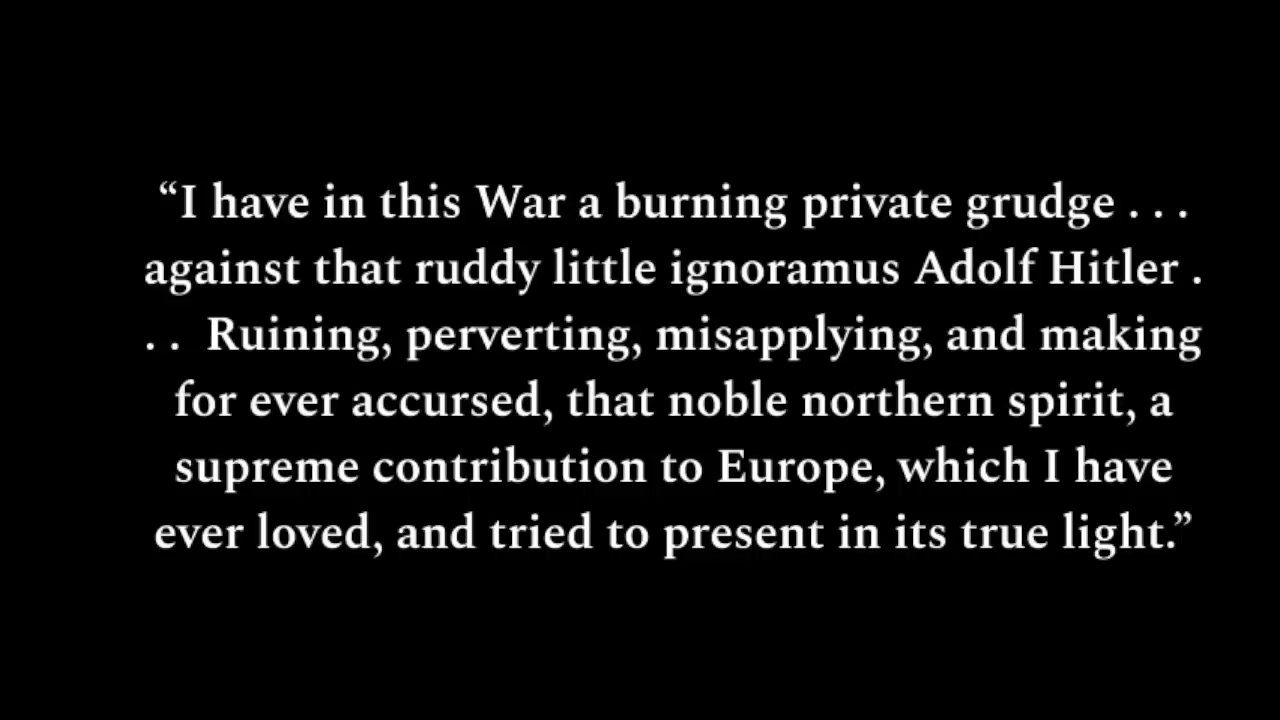 “I have in this War a burning private grudge . . .
against that ruddy little ignoramus Adolf Hitler .
. .  Ruining, perverting, misapplying, and making
for ever accursed, that noble northern spirit, a
supreme contribution to Europe, which I have
ever loved, and tried to present in its true light.”